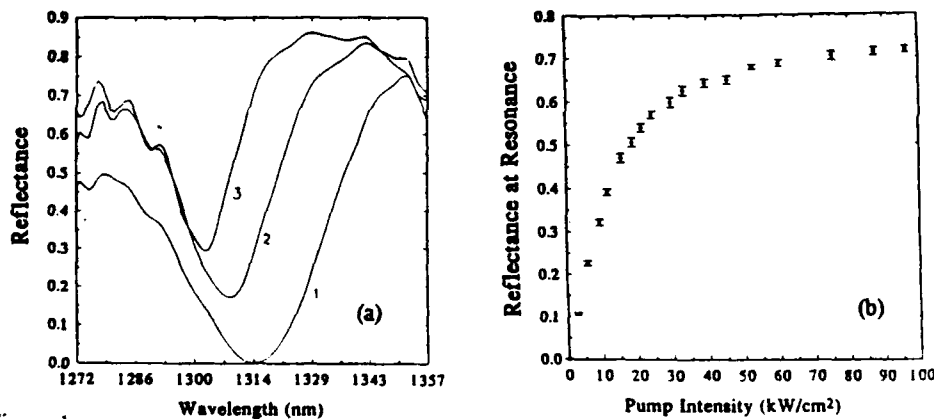 0.9
0.8
0.7
0.6
0.5
0.4
0.3
0.2
0.1
0.0
Reflectance
3
2
1
(a)
1272 1286 1300 1314 1329 1343 1357
Wavelength (nm)
0.8
0.7
0.6
0.5
0.4
0.3
0.2
0.1
0.0
Reflectance at Resonance
(b)
0 10 20 30 40 50 60 70 80 90 100
Pump Intensity (kW/cm²)